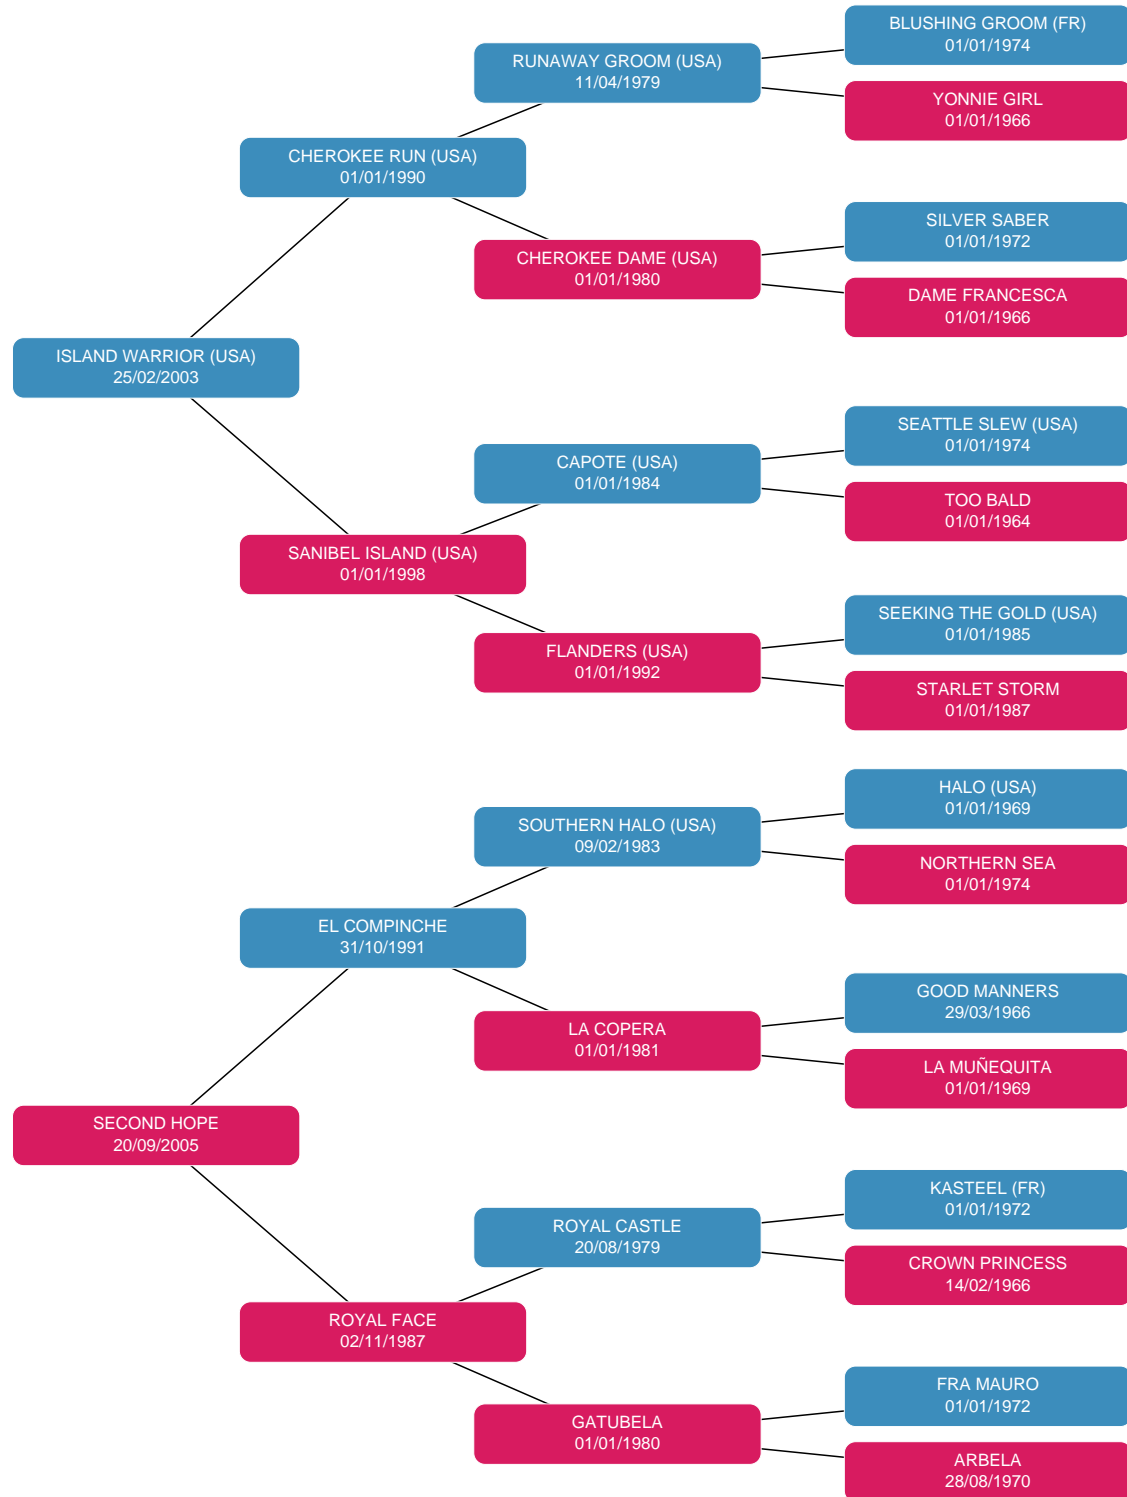 BLUSHING GROOM (FR)
01/01/1974
RUNAWAY GROOM (USA)
11/04/1979
YONNIE GIRL
01/01/1966
CHEROKEE RUN (USA)
01/01/1990
SILVER SABER
01/01/1972
CHEROKEE DAME (USA)
01/01/1980
DAME FRANCESCA
01/01/1966
ISLAND WARRIOR (USA)
25/02/2003
SEATTLE SLEW (USA)
01/01/1974
CAPOTE (USA)
01/01/1984
TOO BALD
01/01/1964
SANIBEL ISLAND (USA)
01/01/1998
SEEKING THE GOLD (USA)
01/01/1985
FLANDERS (USA)
01/01/1992
STARLET STORM
01/01/1987
HALO (USA)
01/01/1969
SOUTHERN HALO (USA)
09/02/1983
NORTHERN SEA
01/01/1974
EL COMPINCHE
31/10/1991
GOOD MANNERS
29/03/1966
LA COPERA
01/01/1981
LA MUÑEQUITA
01/01/1969
SECOND HOPE
20/09/2005
KASTEEL (FR)
01/01/1972
ROYAL CASTLE
20/08/1979
CROWN PRINCESS
14/02/1966
ROYAL FACE
02/11/1987
FRA MAURO
01/01/1972
GATUBELA
01/01/1980
ARBELA
28/08/1970